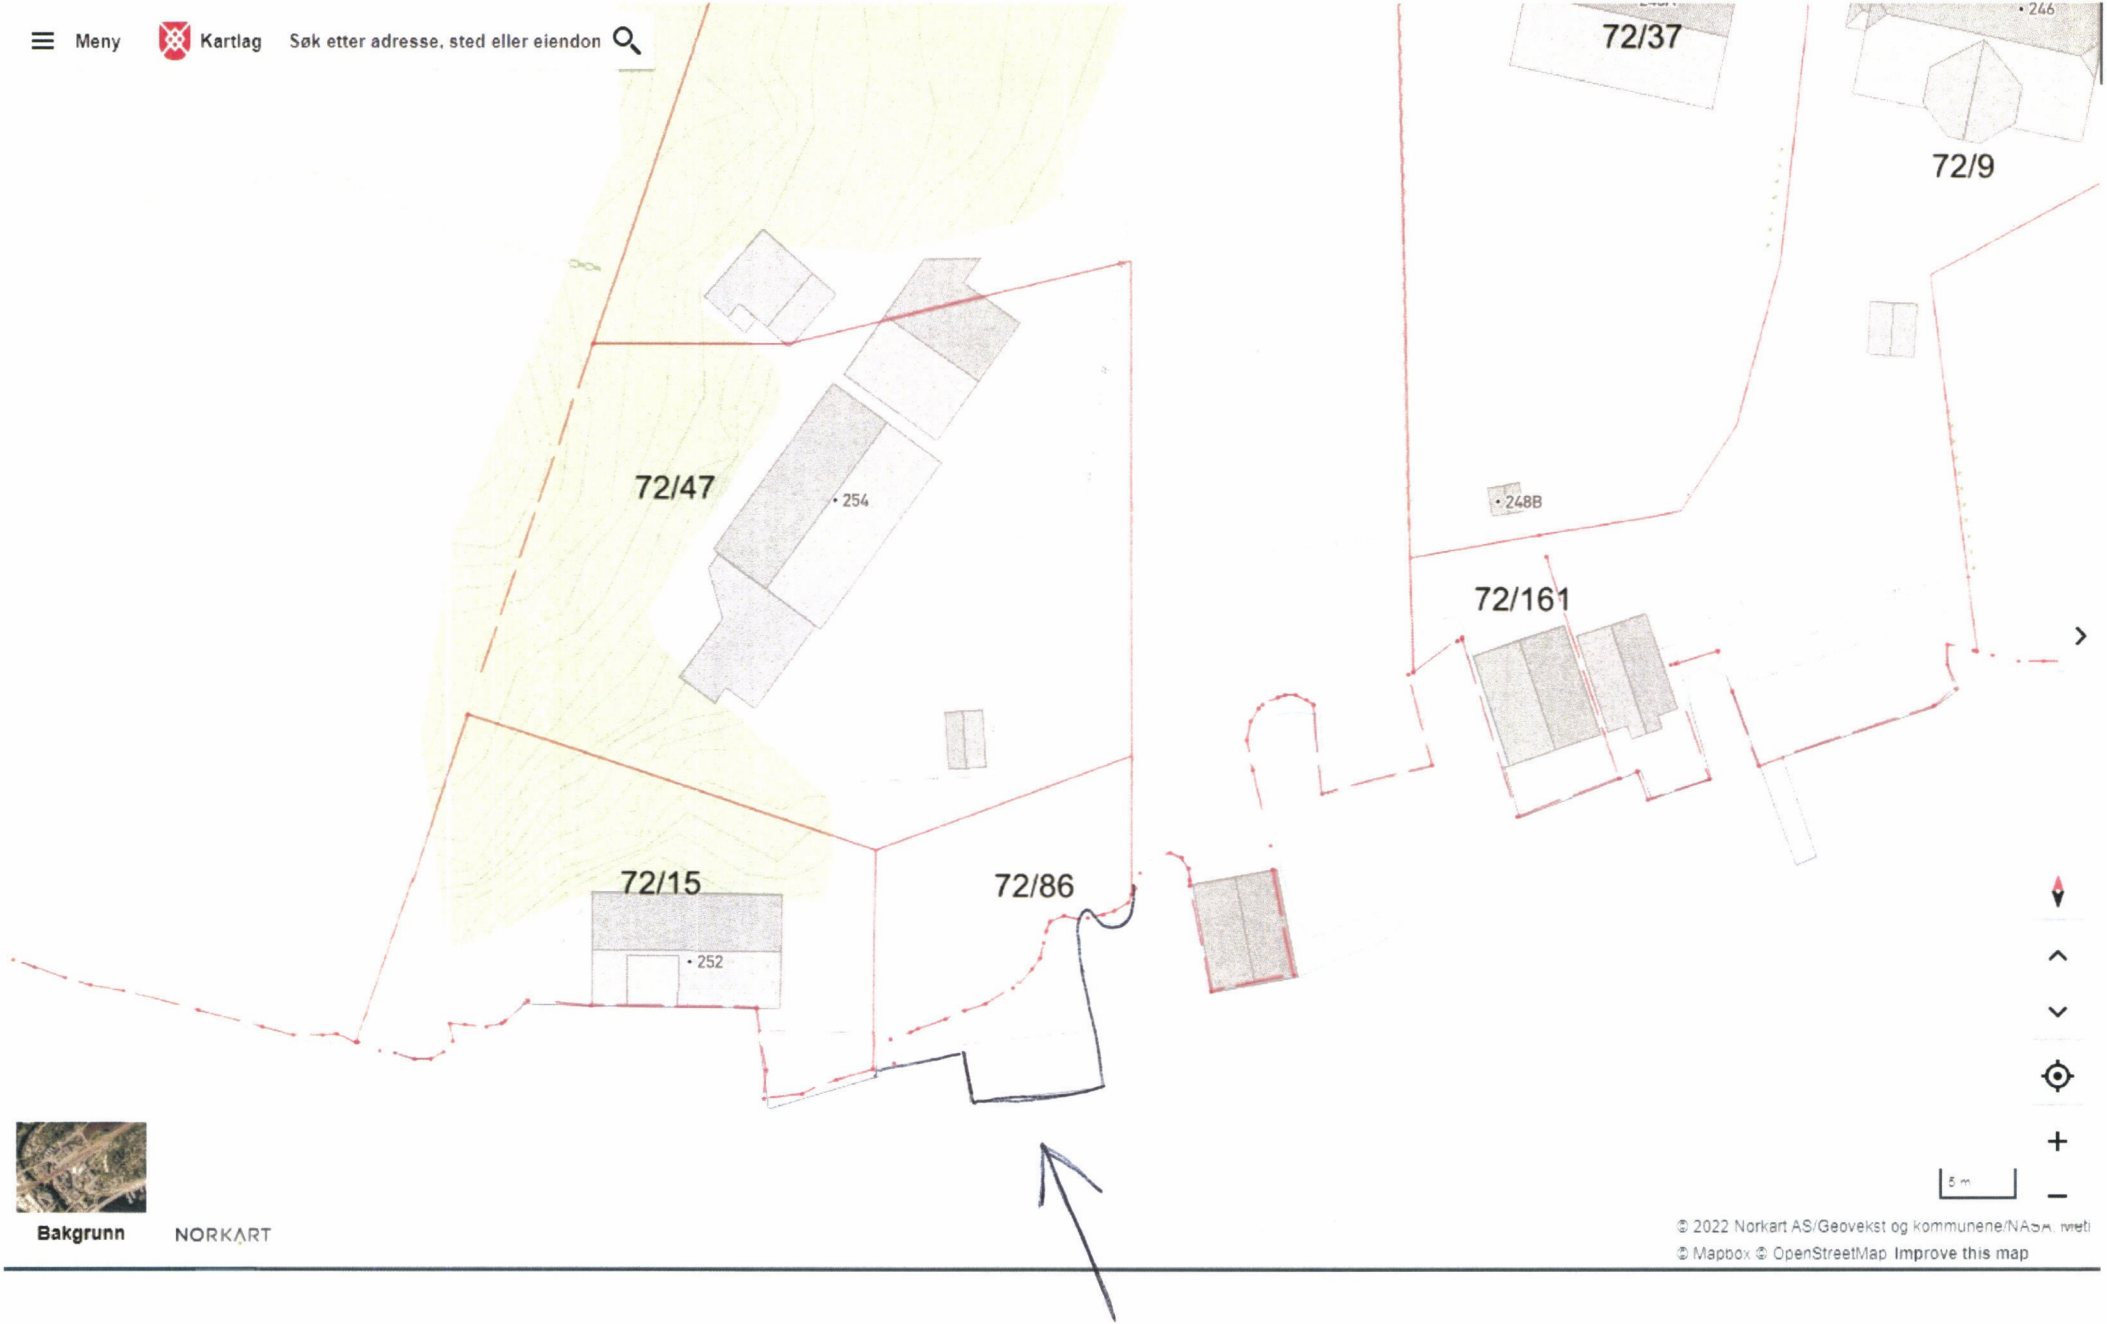 Meny
Kartlag
Søk etter adresse, sted eller eiendon
72/37
246
72/9
72/47
254
248B
72/161
72/15
72/86
252
5 m
Bakgrunn
NORKART
© 2022 Norkart AS/Geovekst og kommunene/NASA, Meti
© Mapbox © OpenStreetMap Improve this map